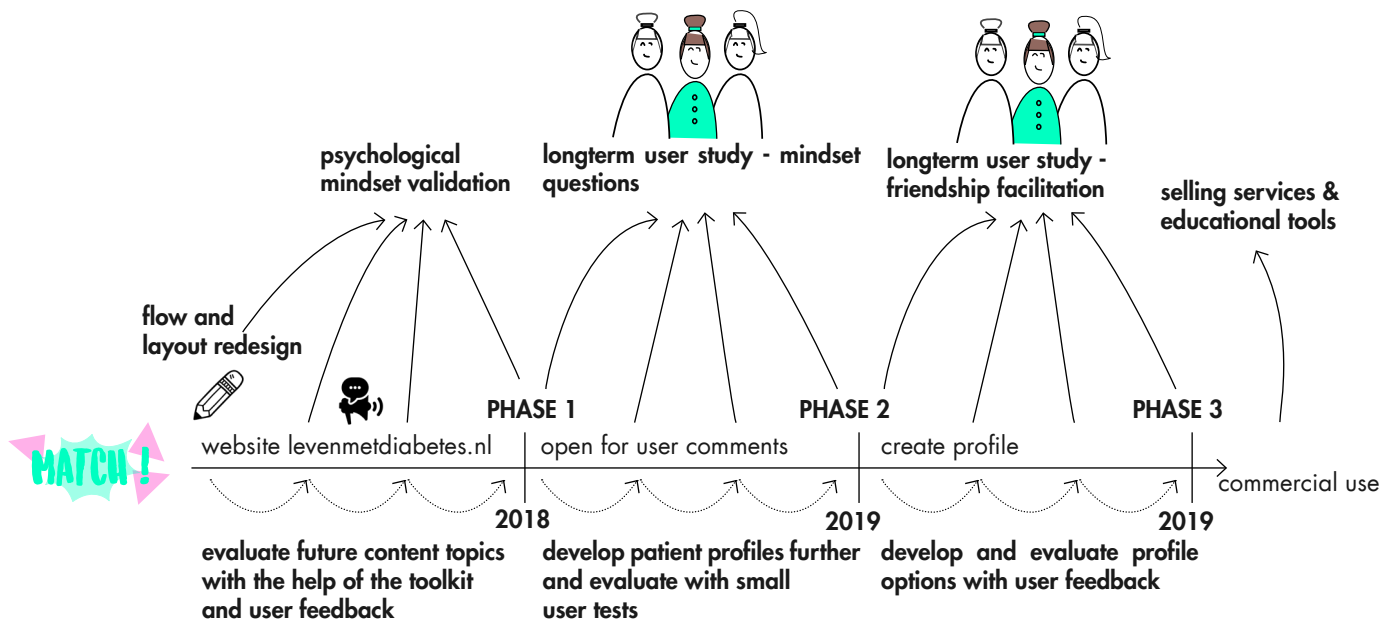 psychological
mindset validation
longterm user study - mindset
questions
longterm user study -
friendship facilitation
selling services &
educational tools
flow and
layout redesign
PHASE 1
PHASE 2
PHASE 3
MATCH !
website levenmetdiabetes.nl
open for user comments
create profile
commercial use
2018
2019
2019
evaluate future content topics
with the help of the toolkit
and user feedback
develop patient profiles further
and evaluate with small
user tests
develop and evaluate profile
options with user feedback